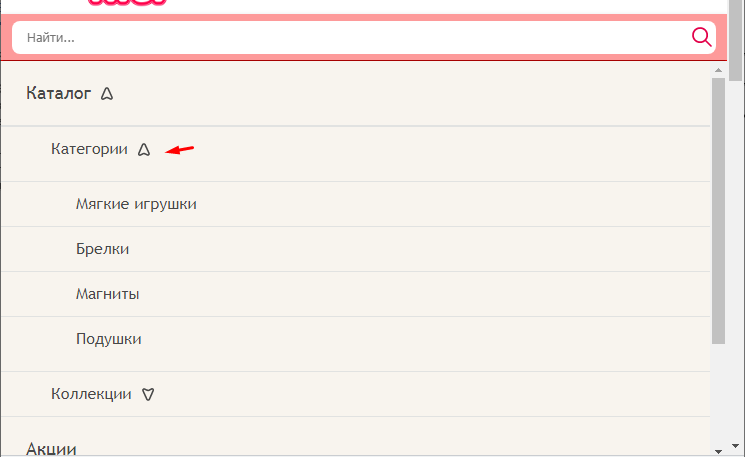 Найти...
Каталог
Категории
Мягкие игрушки
Брелки
Магниты
Подушки
Коллекции
Акции